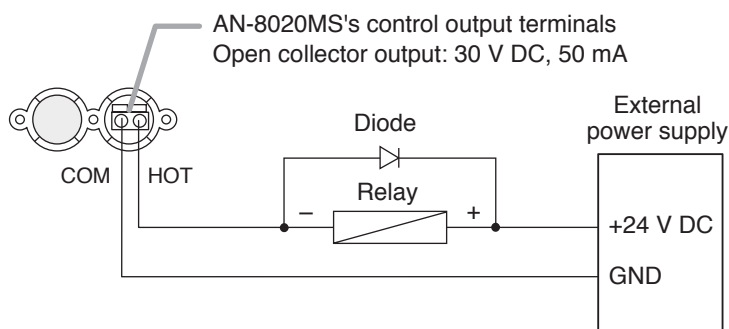 AN-8020MS's control output terminals
Open collector output: 30 V DC, 50 mA
External
power supply
Diode
COM
HOT
Relay
–
+
+24 V DC
GND